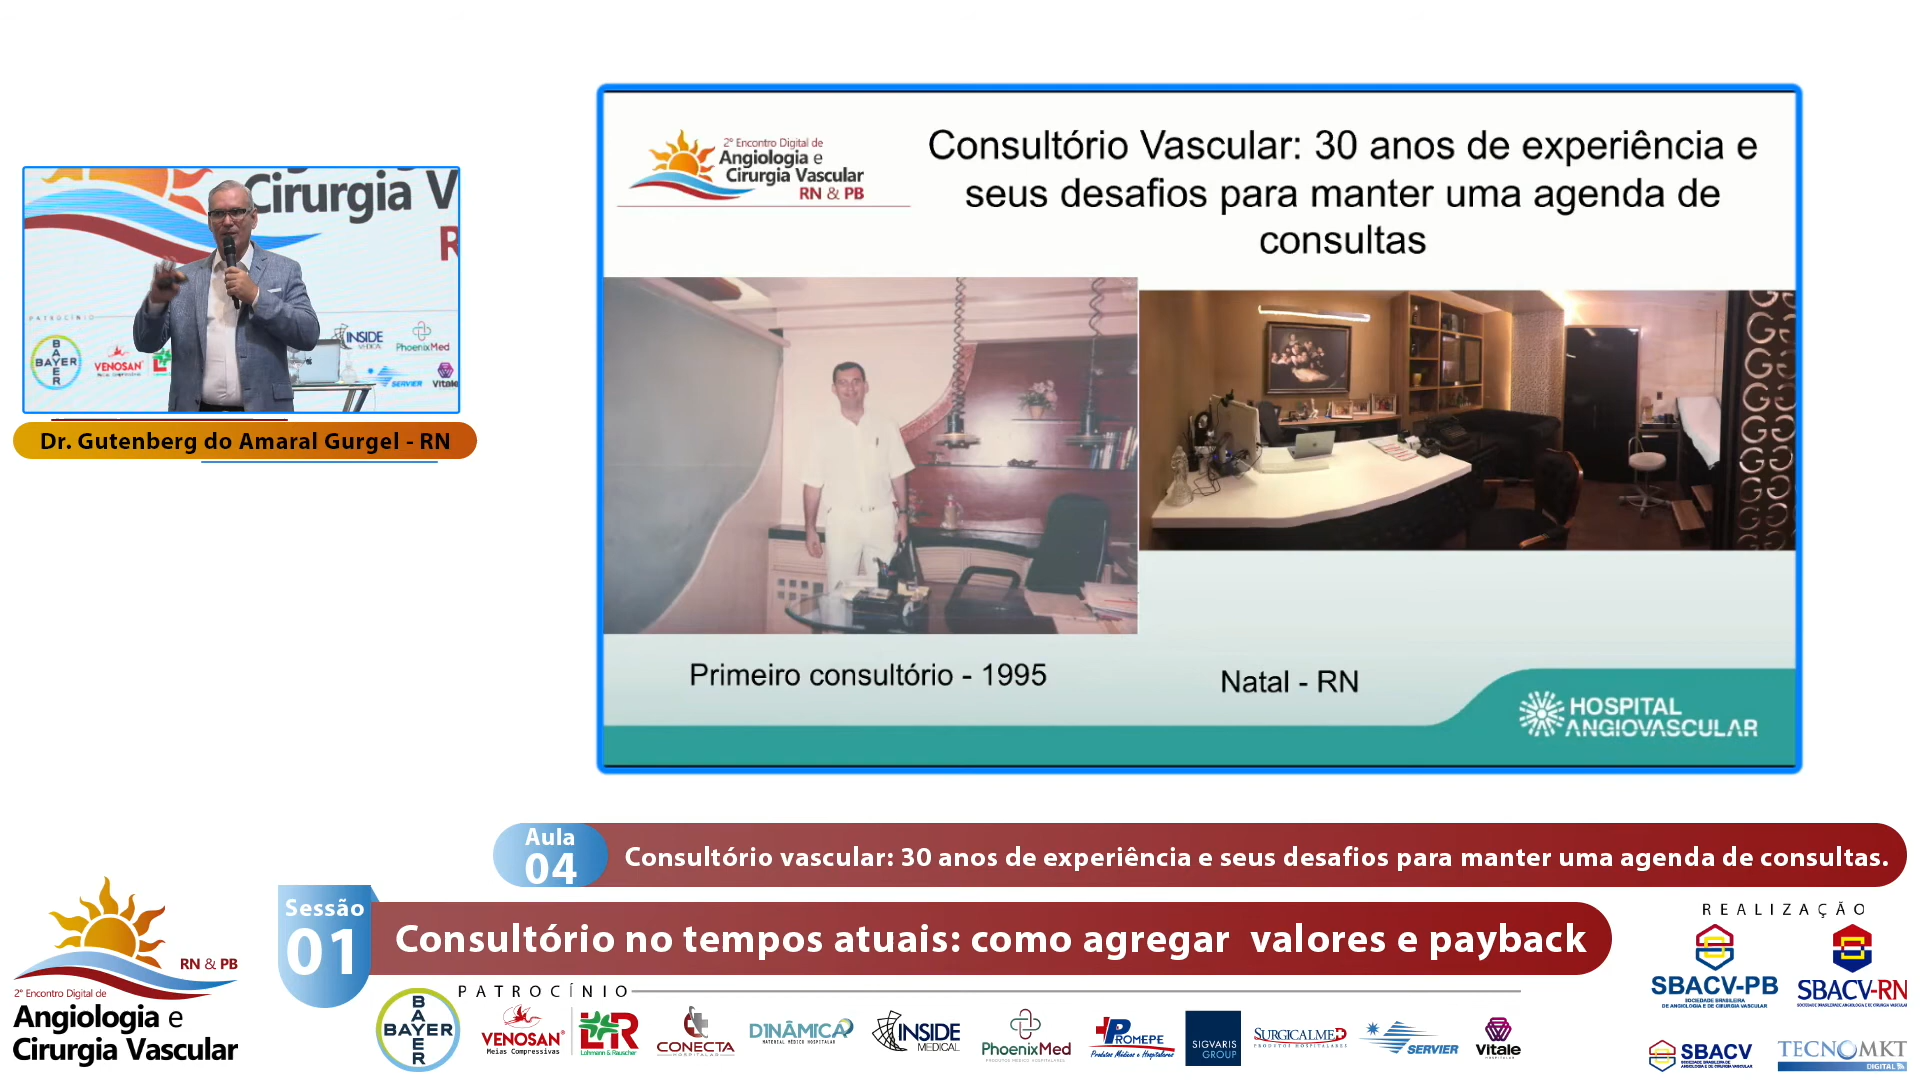 Cirurgia V
R
PATROCÍNIO
BAYER
BAYER
VENOSAN
Meias Compressivas
INSIDE
MEDICAL
PhoenixMed
SERVIER
Vitale
Dr. Gutenberg do Amaral Gurgel - RN
2º Encontro Digital de
Angiologia e
Cirurgia Vascular
RN & PB
Consultório Vascular: 30 anos de experiência e
seus desafios para manter uma agenda de
consultas
Primeiro consultório - 1995
Natal - RN
HOSPITAL
ANGIOVASCULAR
Aula
04
Consultório vascular: 30 anos de experiência e seus desafios para manter uma agenda de consultas.
Sessão
01
Consultório no tempos atuais: como agregar valores e payback
RN & PB
2º Encontro Digital de
Angiologia e
Cirurgia Vascular
PATROCÍNIO
BAYER
BAYER
VENOSAN®
Meias Compressivas
L&R
Lohmann & Rauscher
CONECTA
HOSPITALAR
DINÂMICA
MATERIAL MÉDICO HOSPITALAR
INSIDE
MEDICAL
PhoenixMed
PRODUTOS MÉDICO HOSPITALARES
PROMEPE
Produtos Médicos e Hospitalares
SIGVARIS
GROUP
SURGICALMED
PRODUTOS HOSPITALARES
SERVIER
Vitale
HOSPITALAR
REALIZAÇÃO
SBACV-PB
SOCIEDADE BRASILEIRA
DE ANGIOLOGIA E DE CIRURGIA VASCULAR
SBACV-RN
SBACV
SOCIEDADE BRASILEIRA DE
ANGIOLOGIA E DE CIRURGIA VASCULAR
TECNOMKT
DIGITAL